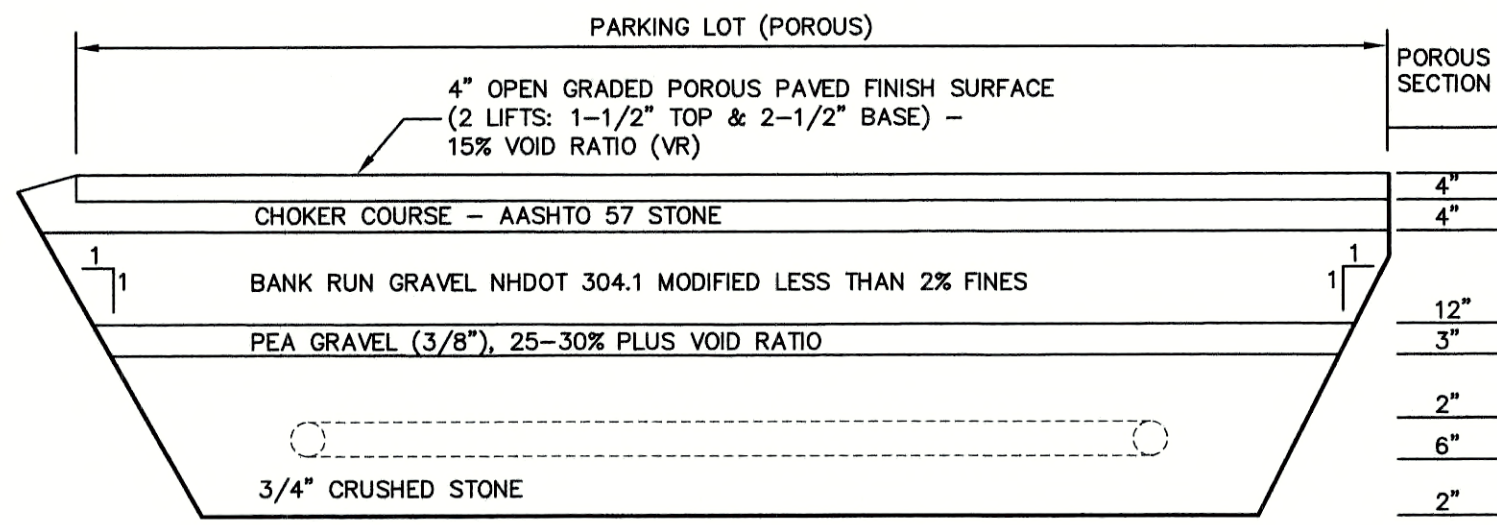 PARKING LOT (POROUS)
POROUS
SECTION
4" OPEN GRADED POROUS PAVED FINISH SURFACE
(2 LIFTS: 1-1/2" TOP & 2-1/2" BASE) –
15% VOID RATIO (VR)
4"
CHOKER COURSE – AASHTO 57 STONE
4"
1
1
BANK RUN GRAVEL NHDOT 304.1 MODIFIED LESS THAN 2% FINES
1
1
12"
PEA GRAVEL (3/8"), 25-30% PLUS VOID RATIO
3"
2"
6"
3/4" CRUSHED STONE
2"